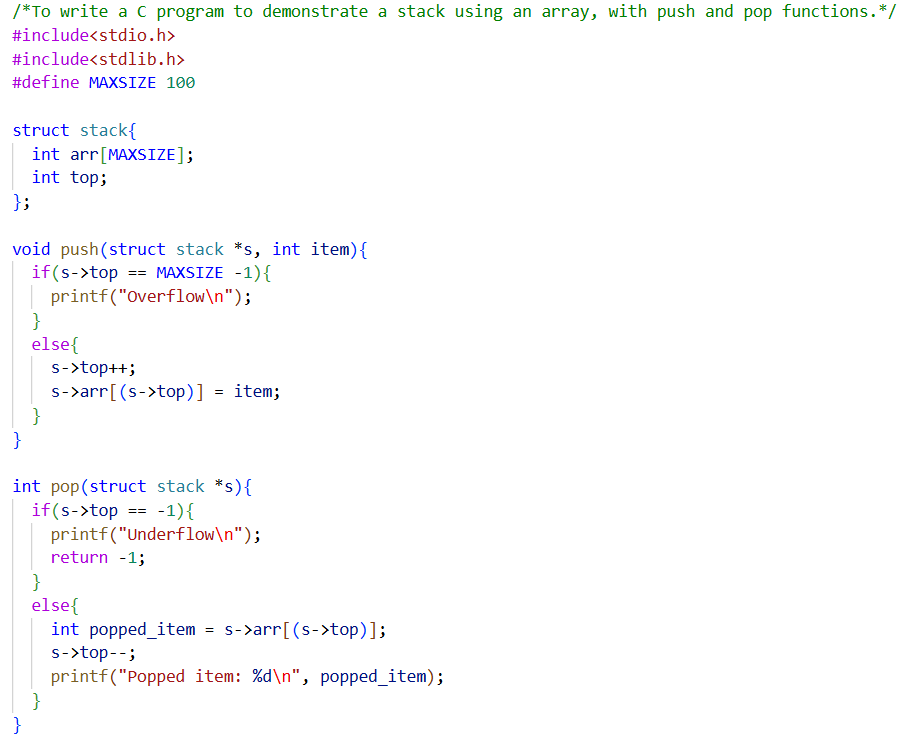 /*To write a C program to demonstrate a stack using an array, with push and pop functions.*/
#include<stdio.h>
#include<stdlib.h>
#define MAXSIZE 100

struct stack{
  int arr[MAXSIZE];
  int top;
};

void push(struct stack *s, int item){
  if(s->top == MAXSIZE -1){
    printf("Overflow\n");
  }
  else{
    s->top++;
    s->arr[(s->top)] = item;
  }
}

int pop(struct stack *s){
  if(s->top == -1){
    printf("Underflow\n");
    return -1;
  }
  else{
    int popped_item = s->arr[(s->top)];
    s->top--;
    printf("Popped item: %d\n", popped_item);
  }
}